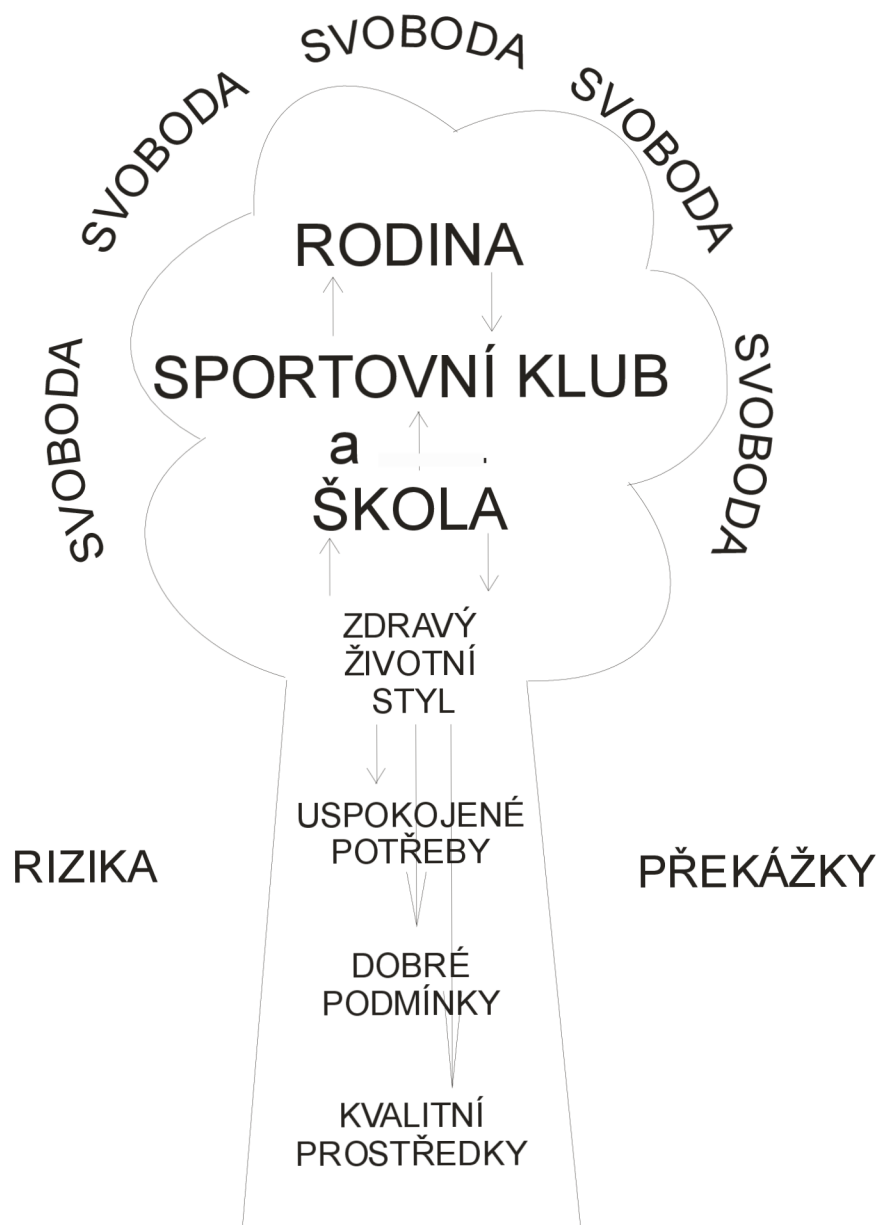 SVOBODA
SVOBODA
SVOBODA
SVOBODA
SVOBODA
RODINA
SPORTOVNÍ KLUB
a .
ŠKOLA
ZDRAVÝ
ŽIVOTNÍ
STYL
USPOKOJENÉ
POTŘEBY
RIZIKA
PŘEKÁŽKY
DOBRÉ
PODMÍNKY
KVALITNÍ
PROSTŘEDKY